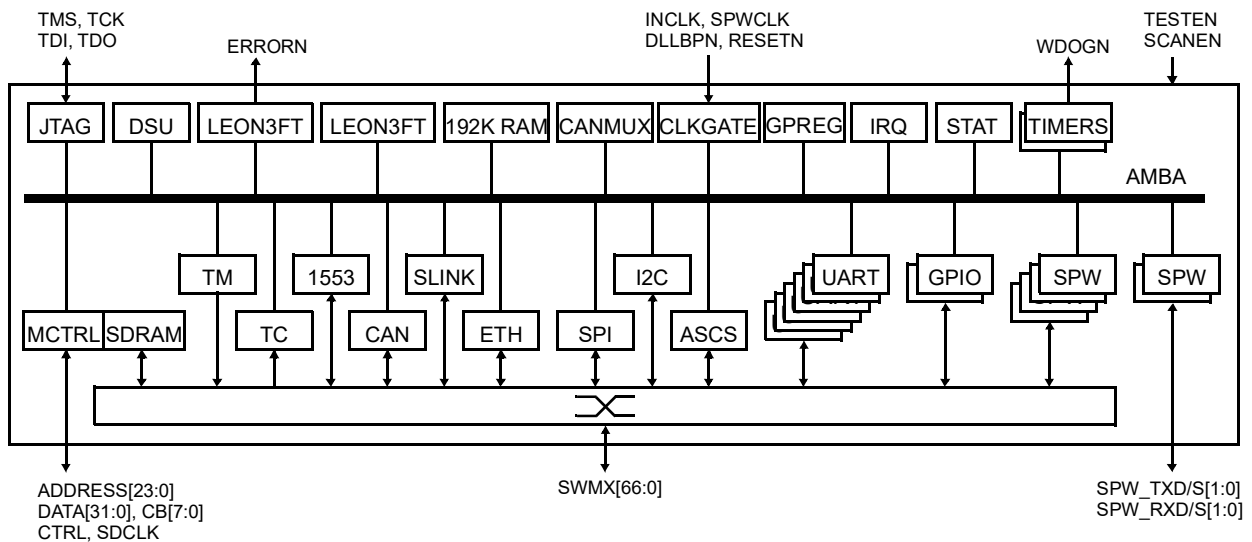 TMS, TCK
TDI, TDO
ERRORN
INCLK, SPWCLK
DLLBPN, RESETN
WDOGN
TESTEN
SCANEN
JTAG DSU LEON3FT LEON3FT 192K RAM CANMUX CLKGATE GPREG IRQ STAT TIMERS
AMBA
TM 1553 SLINK I2C UART GPIO SPW SPW
MCTRL SDRAM TC CAN ETH SPI ASCS
ADDRESS[23:0]
DATA[31:0], CB[7:0]
CTRL, SDCLK
SWMX[66:0]
SPW_TXD/S[1:0]
SPW_RXD/S[1:0]